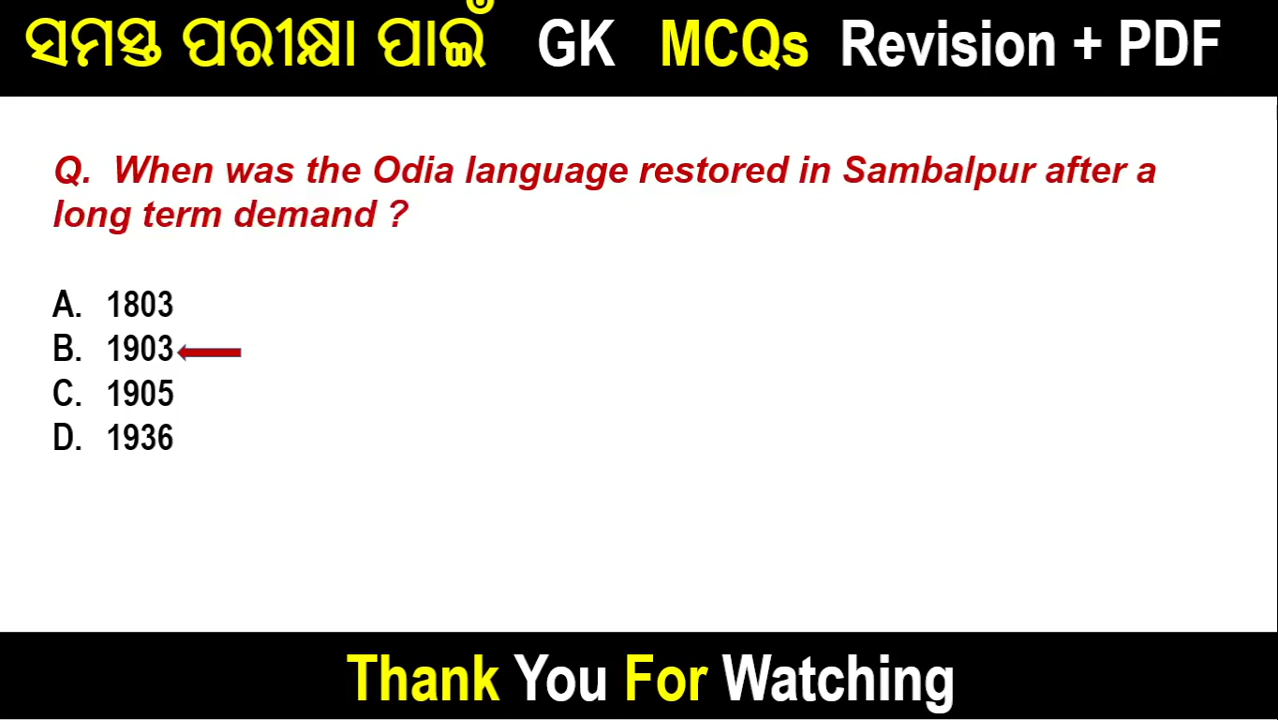 ସମସ୍ତ ପରୀକ୍ଷା ପାଇଁ GK MCQs Revision + PDF
Q. When was the Odia language restored in Sambalpur after a
long term demand ?
A. 1803
B. 1903
C. 1905
D. 1936
Thank You For Watching